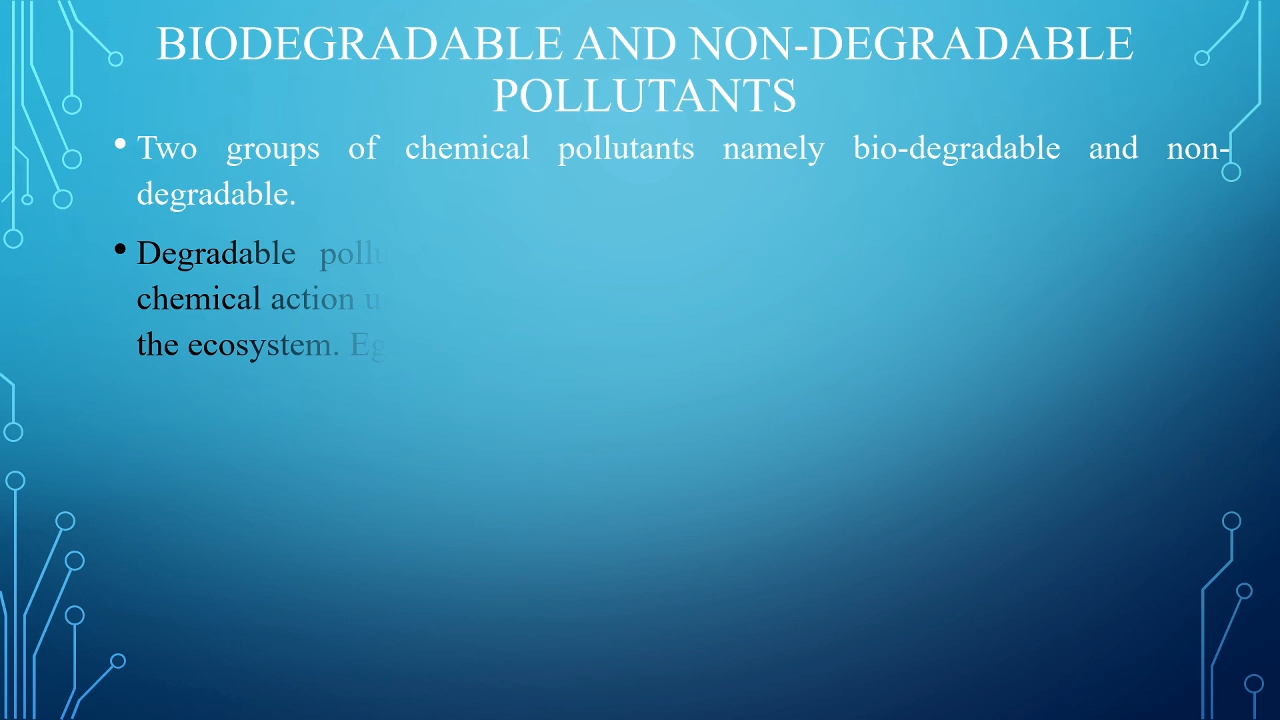 BIODEGRADABLE AND NON-DEGRADABLE
POLLUTANTS
• Two groups of chemical pollutants namely bio-degradable and non-
degradable.
• Degradable
chemical action
the ecosystem. Eg